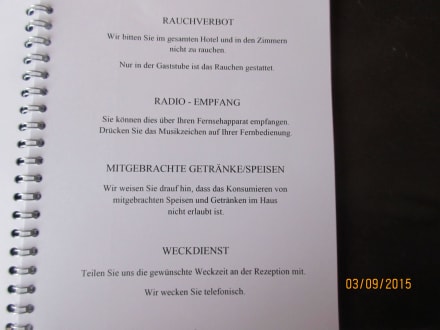 RAUCHVERBOT
Wir bitten Sie im gesamten Hotel und in den Zimmern
nicht zu rauchen.
Nur in der Gaststube ist das Rauchen gestattet.
RADIO - EMPFANG
Sie können dies über Ihren Fernsehapparat empfangen.
Drücken Sie das Musikzeichen auf Ihrer Fernbedienung.
MITGEBRACHTE GETRÄNKE/SPEISEN
Wir weisen Sie drauf hin, dass das Konsumieren von
mitgebrachten Speisen und Getränken im Haus
nicht erlaubt ist.
WECKDIENST
Teilen Sie uns die gewünschte Weckzeit an der Rezeption mit.
Wir wecken Sie telefonisch.
03/09/2015